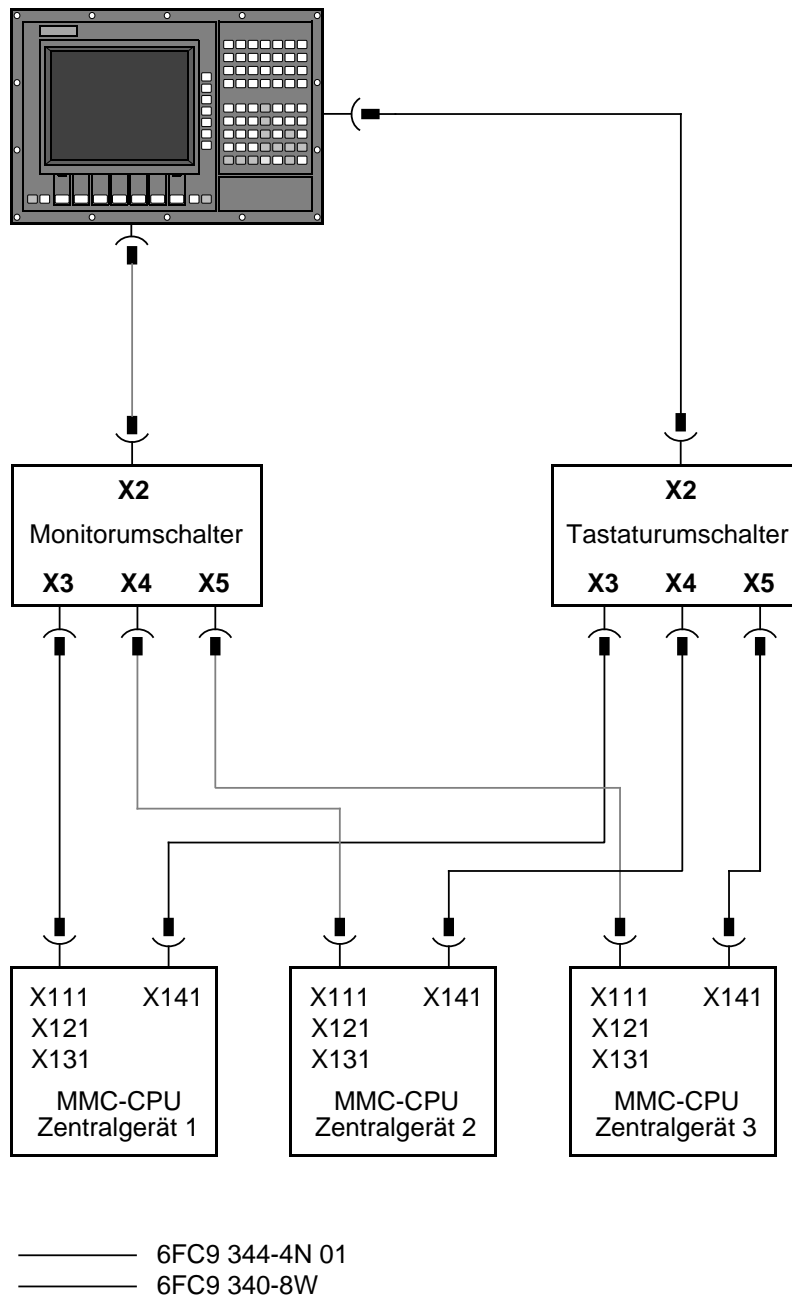 X2
Monitorumschalter
X3 X4 X5
X2
Tastaturumschalter
X3 X4 X5
X111 X141
X121
X131
MMC-CPU
Zentralgerät 1
X111 X141
X121
X131
MMC-CPU
Zentralgerät 2
X111 X141
X121
X131
MMC-CPU
Zentralgerät 3
6FC9 344-4N 01
6FC9 340-8W